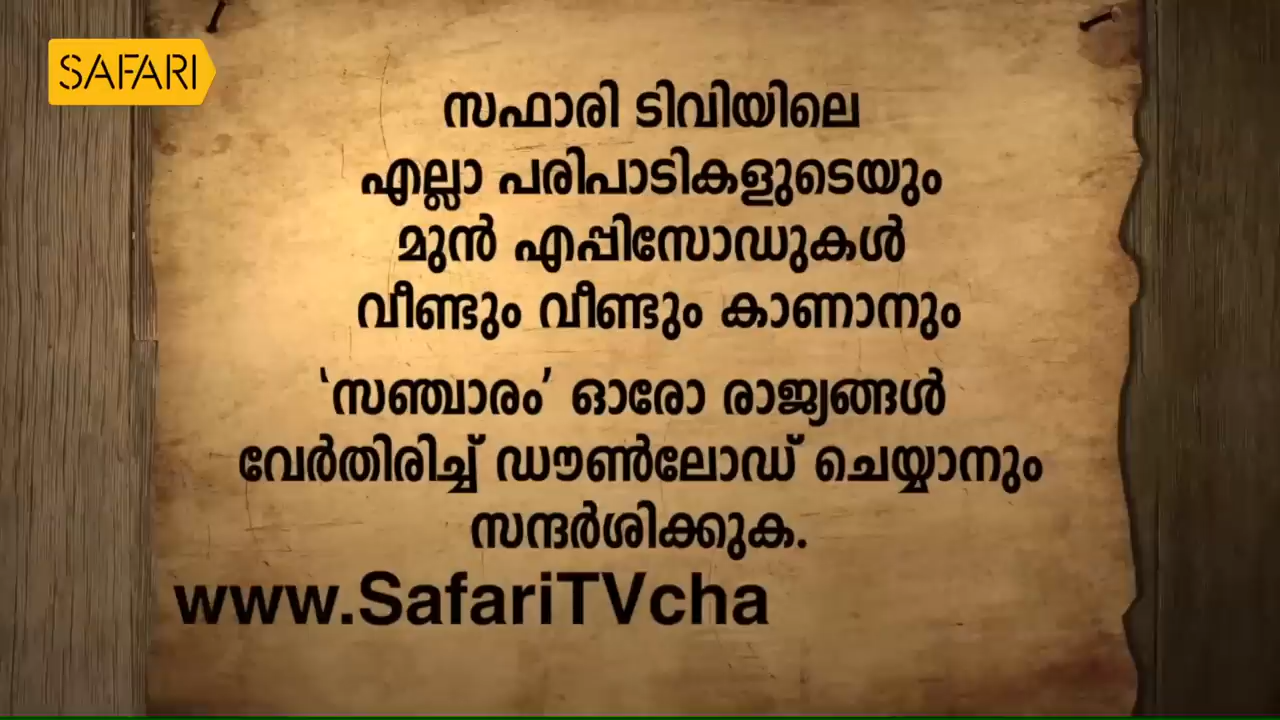 SAFARI
സഫാരി ടിവിയിലെ
എല്ലാ പരിപാടികളുടെയും
മുൻ എപ്പിസോഡുകൾ
വീണ്ടും വീണ്ടും കാണാനും
‘സഞ്ചാരം’ ഓരോ രാജ്യങ്ങൾ
വേർതിരിച്ച് ഡൗൺലോഡ് ചെയ്യാനും
സന്ദർശിക്കുക.
www.SafariTVcha